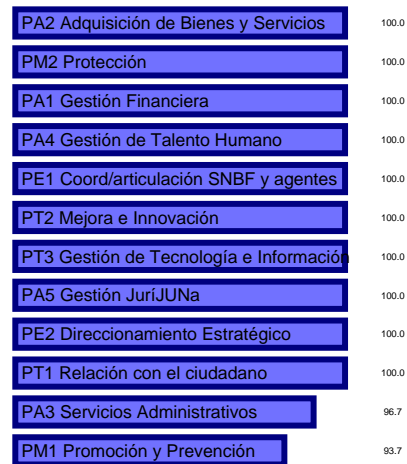 PA2 Adquisición de Bienes y Servicios 100.0
PM2 Protección 100.0
PA1 Gestión Financiera 100.0
PA4 Gestión de Talento Humano 100.0
PE1 Coord/articulación SNBF y agentes 100.0
PT2 Mejora e Innovación 100.0
PT3 Gestión de Tecnología e Información 100.0
PA5 Gestión JuríJUNa 100.0
PE2 Direccionamiento Estratégico 100.0
PT1 Relación con el ciudadano 100.0
PA3 Servicios Administrativos 96.7
PM1 Promoción y Prevención 93.7